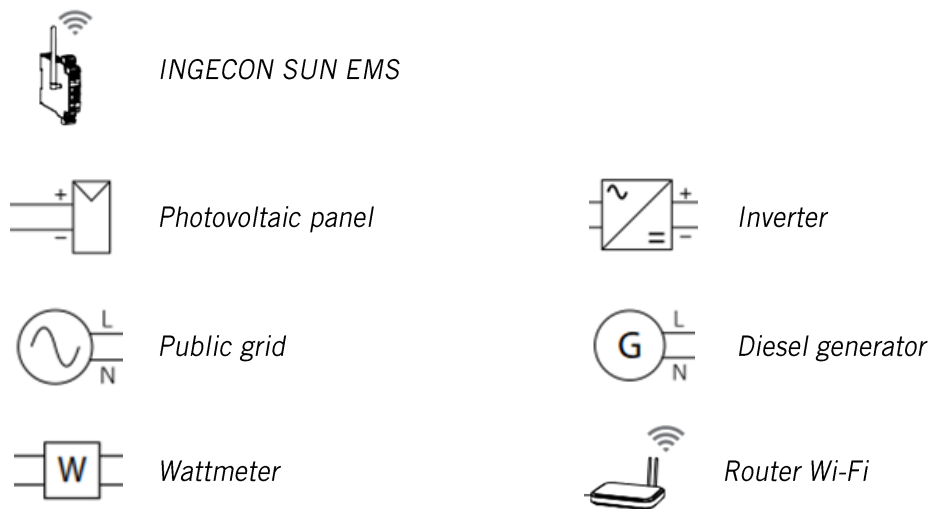 INGECON SUN EMS
+
−
Photovoltaic panel
+
−
Inverter
L
N
Public grid
G
L
N
Diesel generator
W
Wattmeter
Router Wi-Fi